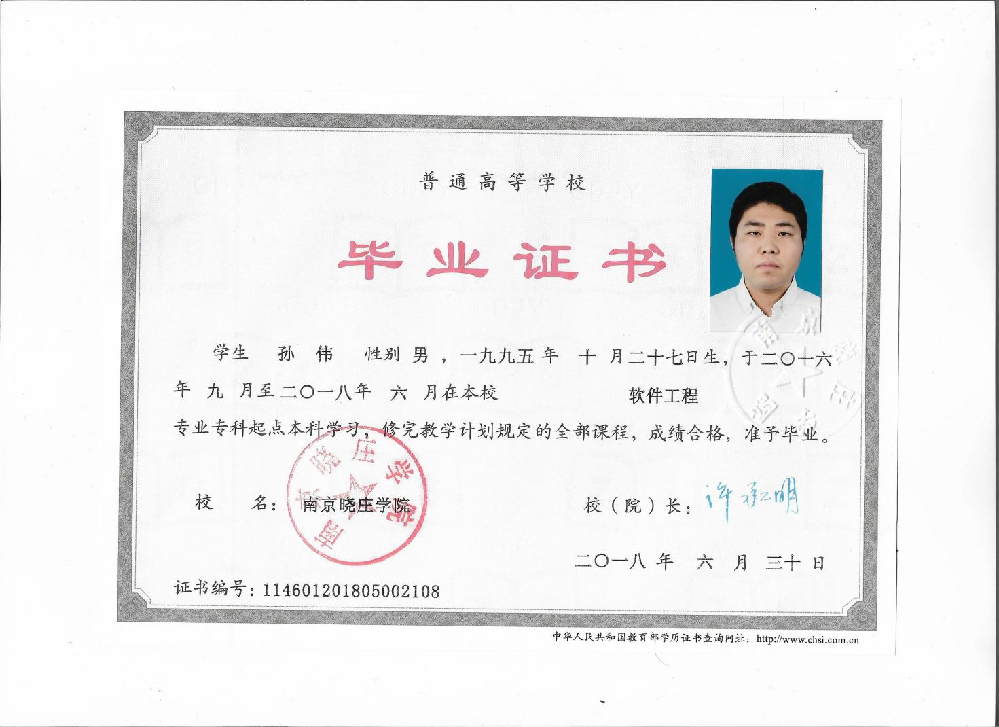 普通高等学校
毕业证书
学生 孙 伟 性别 男 ，一九九五 年 十 月二十七日生，于二〇一六
年 九 月至二〇一八年 六 月在本校 软件工程
专业专科起点本科学习，修完教学计划规定的全部课程，成绩合格，准予毕业。
校 名： 南京晓庄学院
南京晓庄学院
校（院）长：许承明
二〇一八 年 六 月 三十 日
证书编号：114601201805002108
中华人民共和国教育部学历证书查询网址：http://www.chsi.com.cn